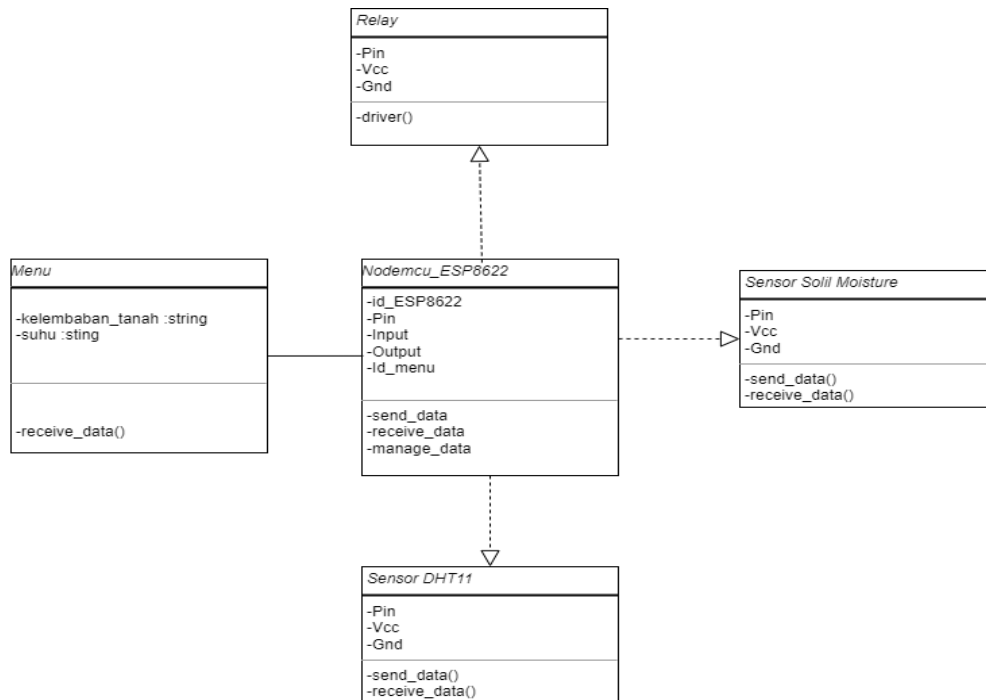 Relay
-Pin
-Vcc
-Gnd
-driver()
Menu
-kelembaban_tanah :string
-suhu :sting
-receive_data()
Nodemcu_ESP8622
-id_ESP8622
-Pin
-Input
-Output
-Id_menu
-send_data
-receive_data
-manage_data
Sensor Solil Moisture
-Pin
-Vcc
-Gnd
-send_data()
-receive_data()
Sensor DHT11
-Pin
-Vcc
-Gnd
-send_data()
-receive_data()